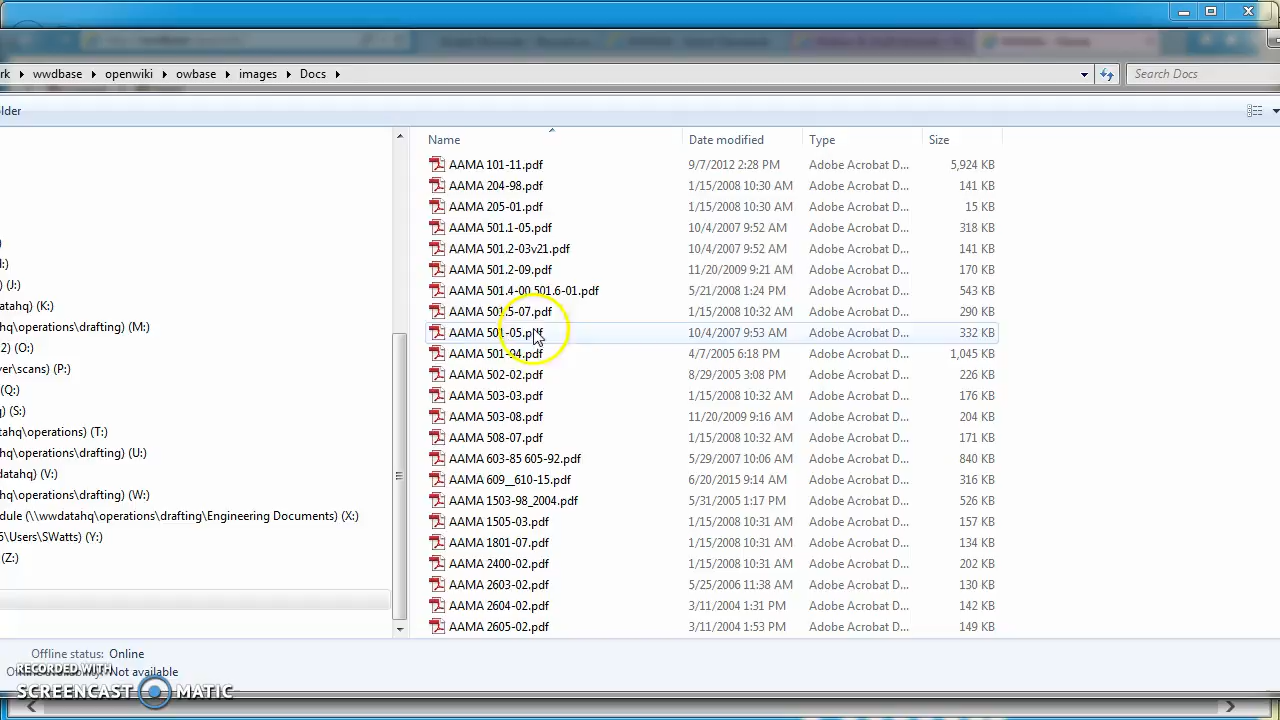 rk wwdbase openwiki owbase images Docs
Search Docs
older
Name Date modified Type Size
AAMA 101-11.pdf 9/7/2012 2:28 PM Adobe Acrobat D... 5,924 KB
AAMA 204-98.pdf 1/15/2008 10:30 AM Adobe Acrobat D... 141 KB
AAMA 205-01.pdf 1/15/2008 10:30 AM Adobe Acrobat D... 15 KB
AAMA 501.1-05.pdf 10/4/2007 9:52 AM Adobe Acrobat D... 318 KB
AAMA 501.2-03v21.pdf 10/4/2007 9:52 AM Adobe Acrobat D... 141 KB
AAMA 501.2-09.pdf 11/20/2009 9:21 AM Adobe Acrobat D... 170 KB
AAMA 501.4-00 501.6-01.pdf 5/21/2008 1:24 PM Adobe Acrobat D... 543 KB
AAMA 501.5-07.pdf 1/15/2008 10:32 AM Adobe Acrobat D... 290 KB
AAMA 501-05.pdf 10/4/2007 9:53 AM Adobe Acrobat D... 332 KB
AAMA 501-94.pdf 4/7/2005 6:18 PM Adobe Acrobat D... 1,045 KB
AAMA 502-02.pdf 8/29/2005 3:08 PM Adobe Acrobat D... 226 KB
AAMA 503-03.pdf 1/15/2008 10:32 AM Adobe Acrobat D... 176 KB
AAMA 503-08.pdf 11/20/2009 9:16 AM Adobe Acrobat D... 204 KB
AAMA 508-07.pdf 1/15/2008 10:32 AM Adobe Acrobat D... 171 KB
AAMA 603-85 605-92.pdf 5/29/2007 10:06 AM Adobe Acrobat D... 840 KB
AAMA 609__610-15.pdf 6/20/2015 9:14 AM Adobe Acrobat D... 316 KB
AAMA 1503-98_2004.pdf 5/31/2005 1:17 PM Adobe Acrobat D... 526 KB
AAMA 1505-03.pdf 1/15/2008 10:31 AM Adobe Acrobat D... 157 KB
AAMA 1801-07.pdf 1/15/2008 10:31 AM Adobe Acrobat D... 134 KB
AAMA 2400-02.pdf 1/15/2008 10:31 AM Adobe Acrobat D... 202 KB
AAMA 2603-02.pdf 5/25/2006 11:38 AM Adobe Acrobat D... 130 KB
AAMA 2604-02.pdf 3/11/2004 1:31 PM Adobe Acrobat D... 142 KB
AAMA 2605-02.pdf 3/11/2004 1:53 PM Adobe Acrobat D... 149 KB
)
I:)
) (J:)
atahq) (K:)
atahq\operations\drafting) (M:)
2) (O:)
er\scans) (P:)
(Q:)
g) (S:)
atahq\operations) (T:)
atahq\operations\drafting) (U:)
datahq) (V:)
atahq\operations\drafting) (W:)
dule (\\wwdatahq\operations\drafting\Engineering Documents) (X:)
5\Users\SWatts) (Y:)
(Z:)
Offline status: Online
Not available
RECORDED WITH
SCREENCAST MATIC